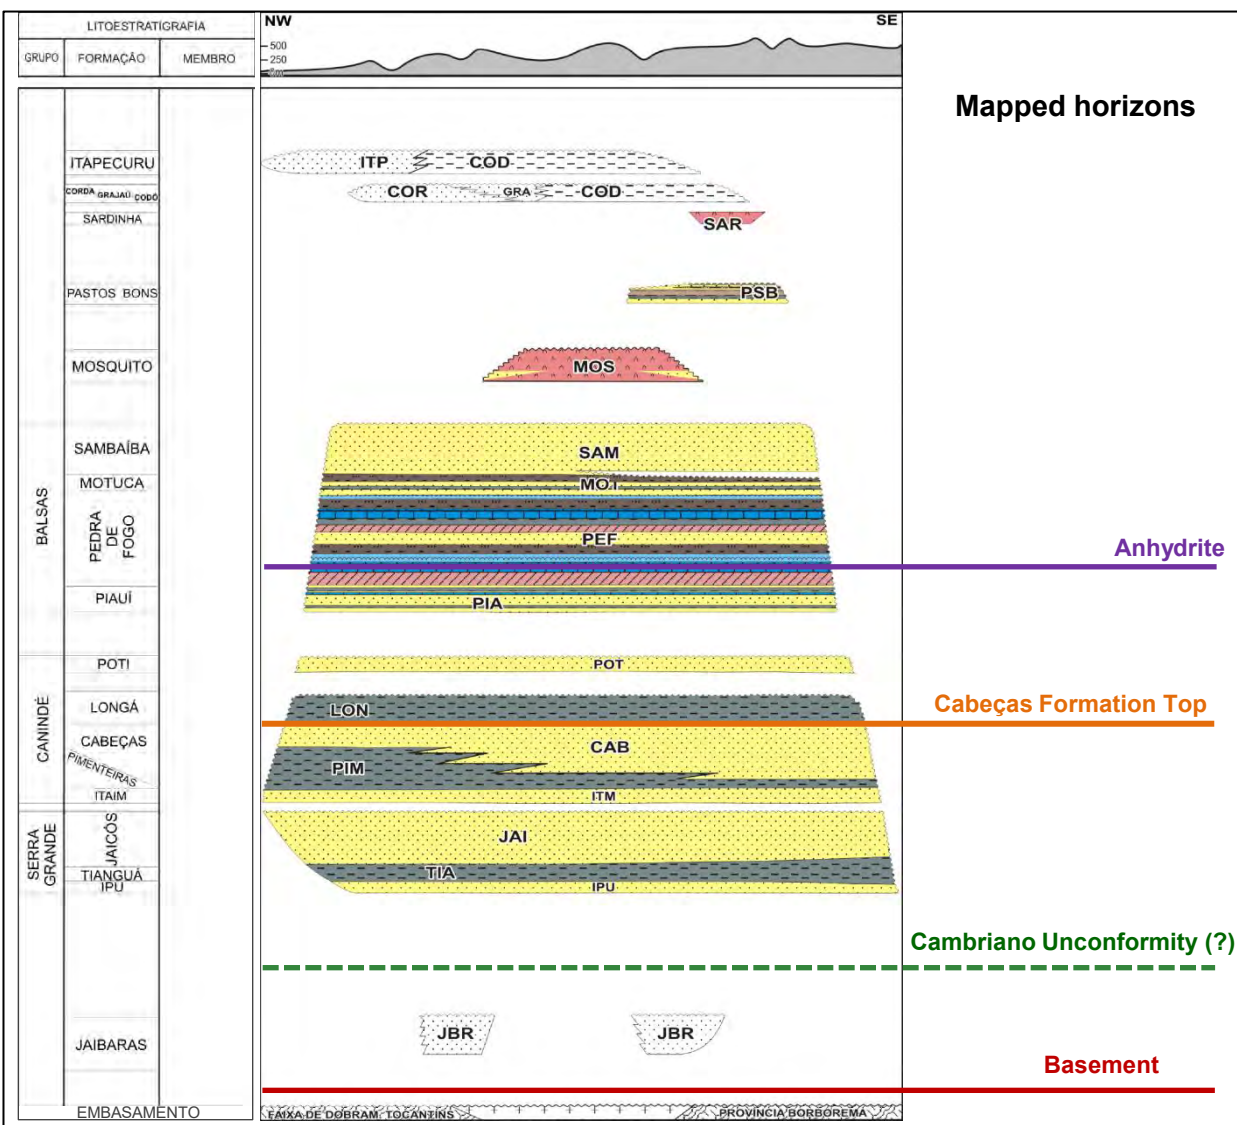 LITOESTRATIGRAFIA
GRUPO FORMAÇÃO MEMBRO
NW SE
500
250
0m
Mapped horizons
ITAPECURU
ITP COD
CORDA GRAJAÚ CODÓ
COR GRA COD
SARDINHA
SAR
PASTOS BONS
PSB
MOSQUITO
MOS
BALSAS
SAMBAÍBA
SAM
MOTUCA
MOT
PEDRA DE FOGO
PEF
Anhydrite
PIAUÍ
PIA
CANINDÉ
POTI
POT
LONGÁ
LON
Cabeças Formation Top
CABEÇAS
CAB
PIMENTEIRAS
PIM
ITAIM
ITM
SERRA GRANDE
JAICÓS
JAI
TIANGUÁ
TIA
IPU
IPU
Cambriano Unconformity (?)
JAIBARAS
JBR JBR
Basement
EMBASAMENTO
FAIXA DE DOBRAM. TOCANTINS
PROVÍNCIA BORBOREMA